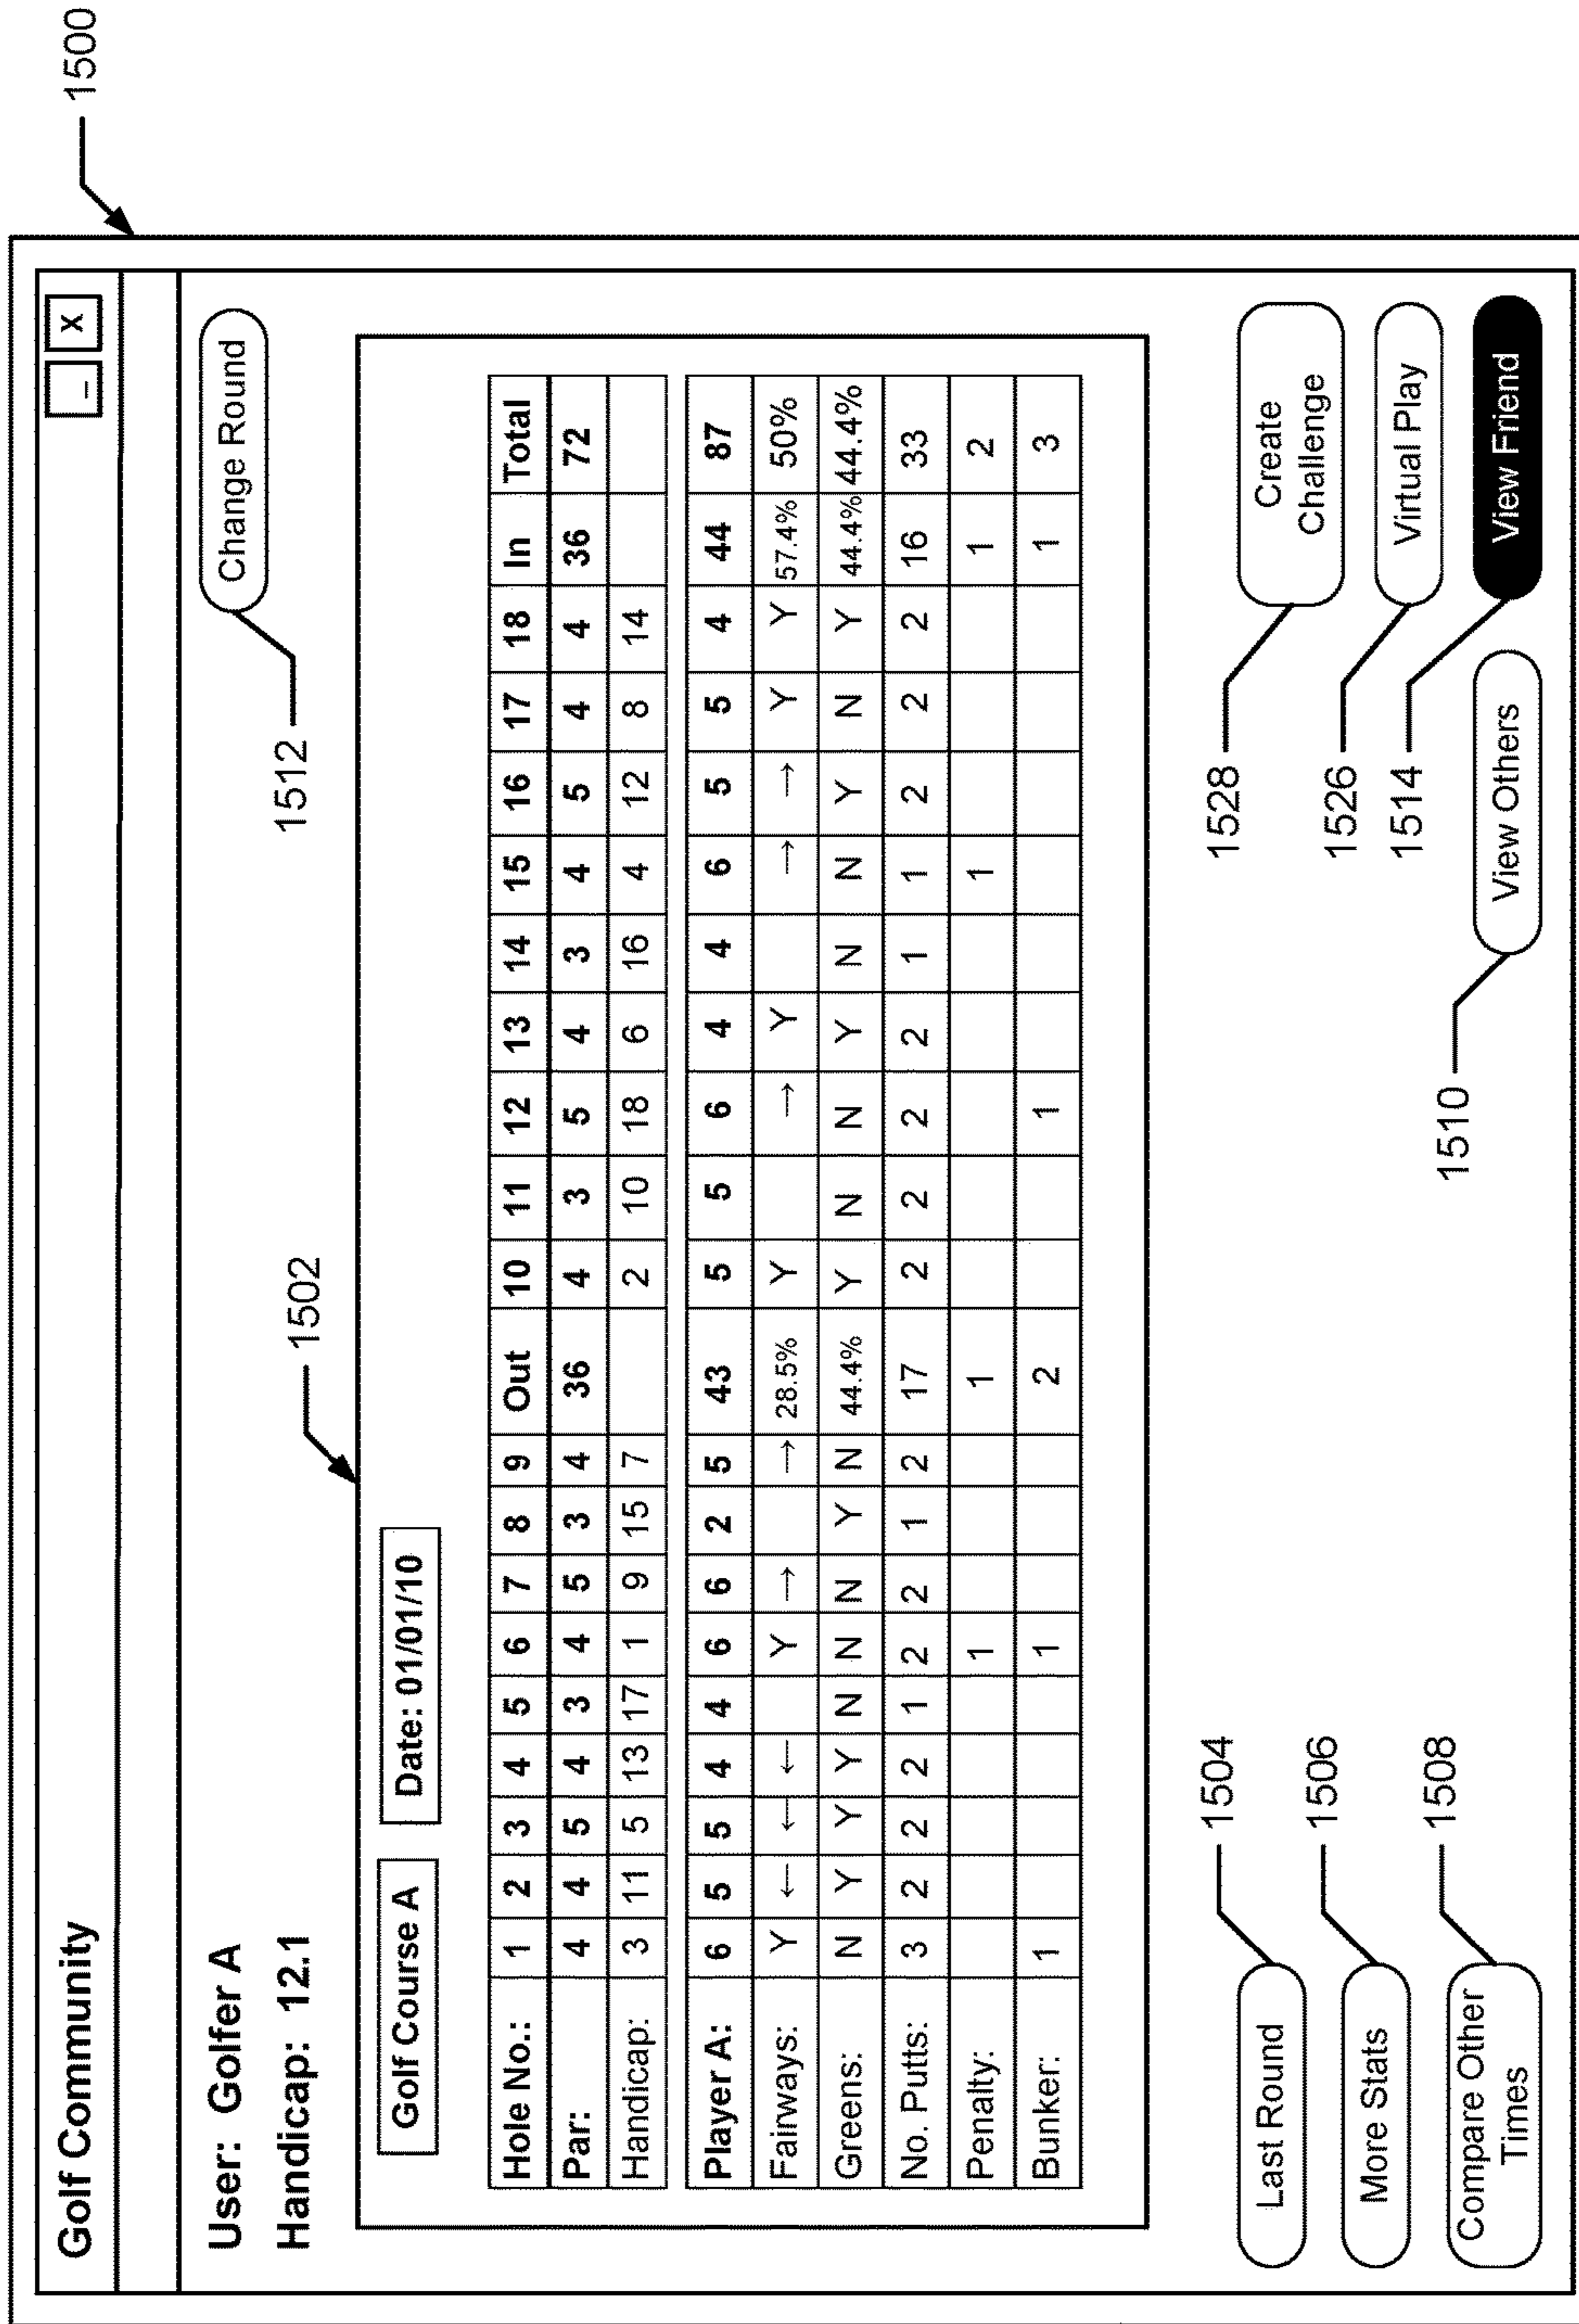 Golf Community
_ X
1500
User: Golfer A
Handicap: 12.1
Change Round
1512
1502
Golf Course A Date: 01/01/10
Hole No.: 1 2 3 4 5 6 7 8 9 Out 10 11 12 13 14 15 16 17 18 In Total
Par: 4 4 5 4 3 4 5 3 4 36 4 3 5 4 3 4 5 4 4 36 72
Handicap: 3 11 5 13 17 1 9 15 7 2 10 18 6 16 4 12 8 14
Player A: 6 5 5 4 4 6 6 2 5 43 5 5 6 4 4 6 5 5 4 44 87
Fairways: Y ← ← ← Y → → 28.5% Y → Y → → Y Y 57.4% 50%
Greens: N Y Y Y N N N Y N 44.4% Y N N Y N N Y N Y 44.4% 44.4%
No. Putts: 3 2 2 2 1 2 2 1 2 17 2 2 2 2 1 1 2 2 2 16 33
Penalty: 1 1 1 1 2
Bunker: 1 1 2 1 1 3
Last Round
1504
More Stats
1506
Compare Other
Times
1508
1528
Create
Challenge
1526
Virtual Play
1514
View Friend
1510
View Others